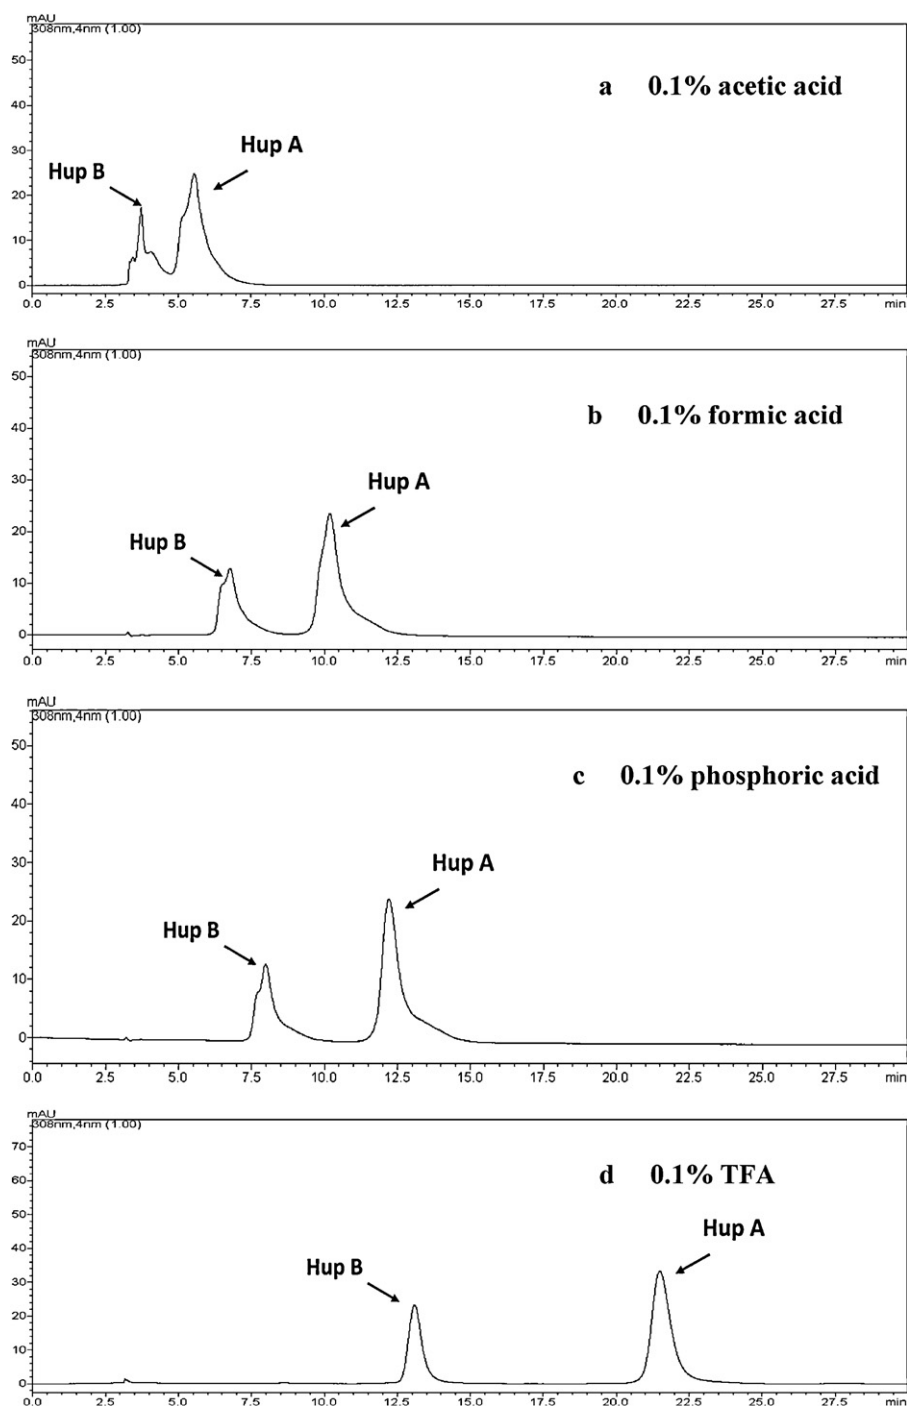 mAU
308nm,4nm (1.00)
50
a 0.1% acetic acid
40
30
Hup A
Hup B
20
10
0
0.0 2.5 5.0 7.5 10.0 12.5 15.0 17.5 20.0 22.5 25.0 27.5 min
mAU
308nm,4nm (1.00)
50
b 0.1% formic acid
40
30
Hup A
20
Hup B
10
0
0.0 2.5 5.0 7.5 10.0 12.5 15.0 17.5 20.0 22.5 25.0 27.5 min
mAU
308nm,4nm (1.00)
50
c 0.1% phosphoric acid
40
30
Hup A
20
Hup B
10
0
0.0 2.5 5.0 7.5 10.0 12.5 15.0 17.5 20.0 22.5 25.0 27.5 min
mAU
308nm,4nm (1.00)
70
d 0.1% TFA
60
50
Hup A
40
Hup B
30
20
10
0
0.0 2.5 5.0 7.5 10.0 12.5 15.0 17.5 20.0 22.5 25.0 27.5 min